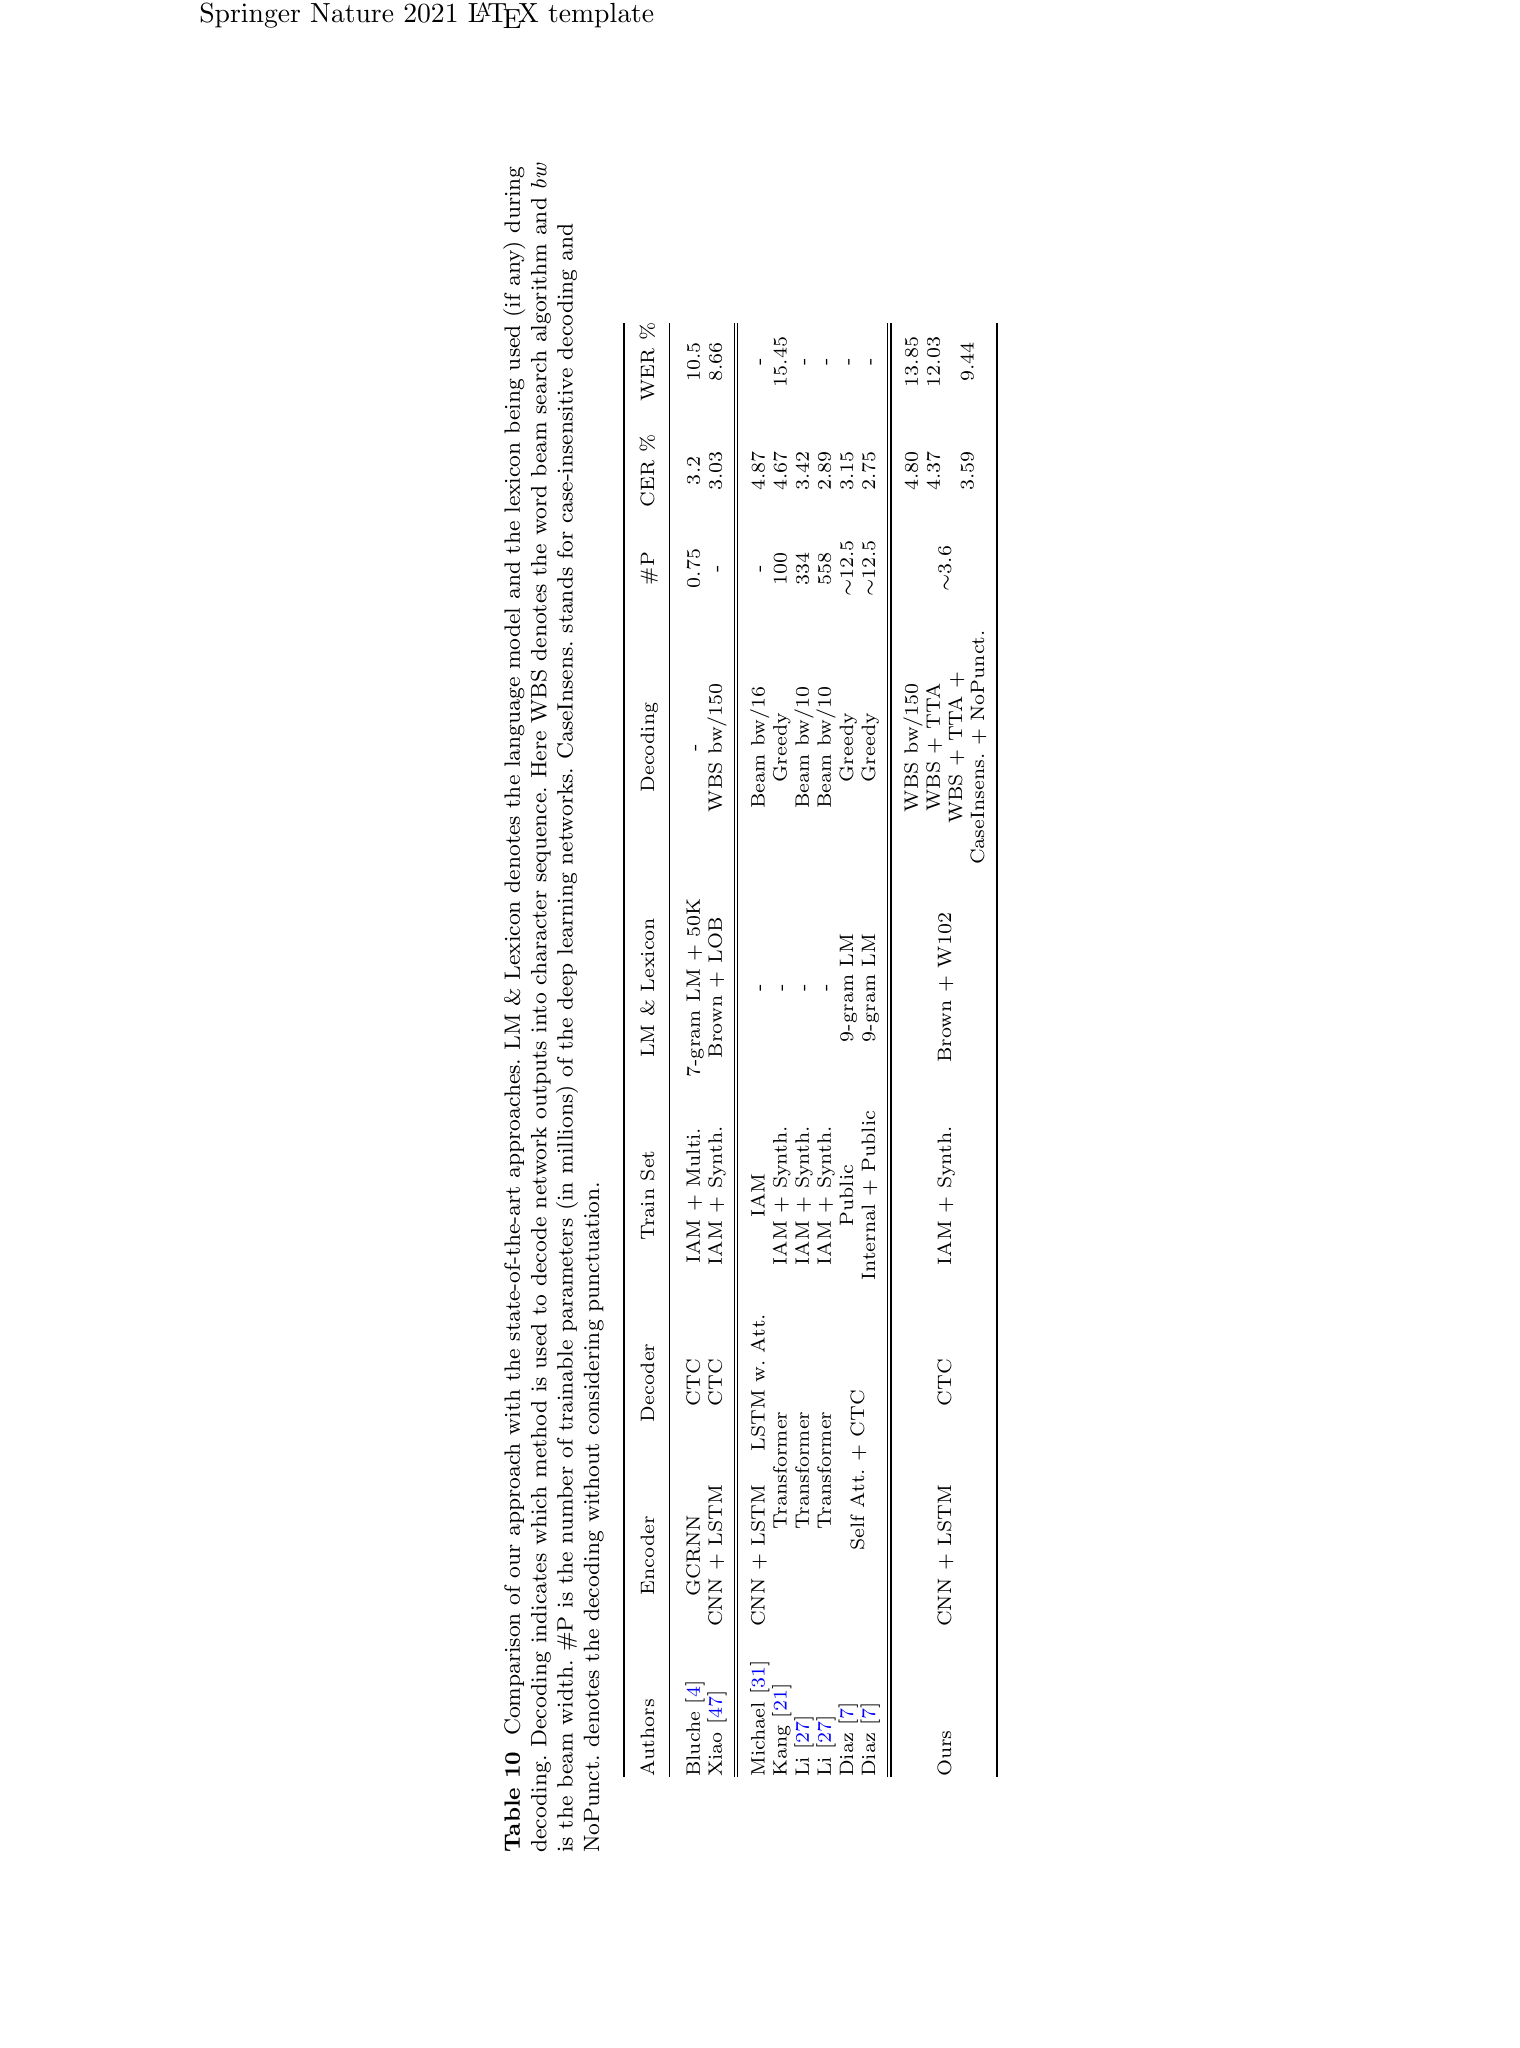 Springer Nature 2021 LATEX template
Table 10 Comparison of our approach with the state-of-the-art approaches. LM & Lexicon denotes the language model and the lexicon being used (if any) during
decoding. Decoding indicates which method is used to decode network outputs into character sequence. Here WBS denotes the word beam search algorithm and bw
is the beam width. #P is the number of trainable parameters (in millions) of the deep learning networks. CaseInsens. stands for case-insensitive decoding and
NoPunct. denotes the decoding without considering punctuation.
Authors Encoder Decoder Train Set LM & Lexicon Decoding #P CER % WER %
Bluche [4] GCRNN CTC IAM + Multi. 7-gram LM + 50K - 0.75 3.2 10.5
Xiao [47] CNN + LSTM CTC IAM + Synth. Brown + LOB WBS bw/150 - 3.03 8.66
Michael [31] CNN + LSTM LSTM w. Att. IAM - Beam bw/16 - 4.87 -
Kang [21] Transformer IAM + Synth. - Greedy 100 4.67 15.45
Li [27] Transformer IAM + Synth. - Beam bw/10 334 3.42 -
Li [27] Transformer IAM + Synth. - Beam bw/10 558 2.89 -
Diaz [7] Public 9-gram LM Greedy ~12.5 3.15 -
Self Att. + CTC
Diaz [7] Internal + Public 9-gram LM Greedy ~12.5 2.75 -
WBS bw/150 4.80 13.85
WBS + TTA 4.37 12.03
Ours CNN + LSTM CTC IAM + Synth. Brown + W102 ~3.6
WBS + TTA +
3.59 9.44
CaseInsens. + NoPunct.